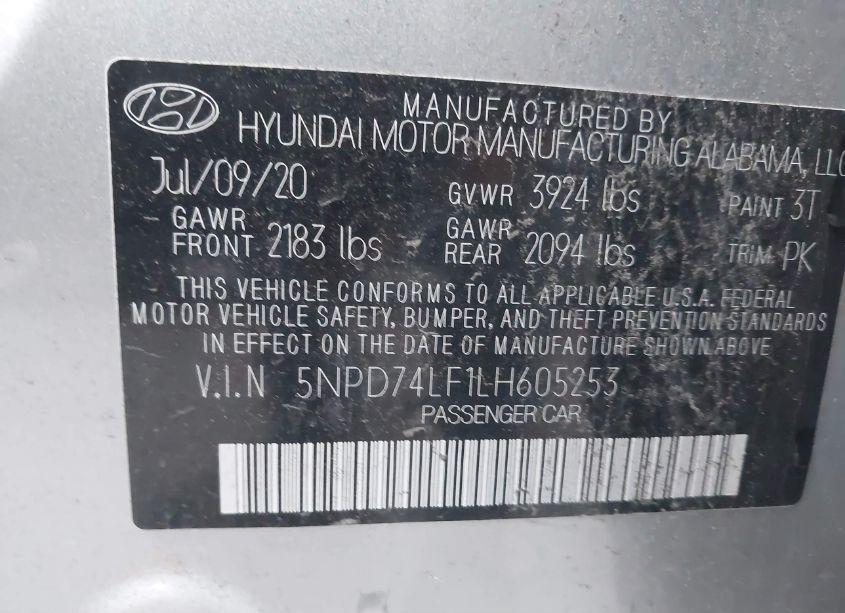 MANUFACTURED BY
HYUNDAI MOTOR MANUFACTURING ALABAMA, LLC
Jul/09/20 GVWR 3924 lbs PAINT 3T
GAWR FRONT 2183 lbs GAWR REAR 2094 lbs TRIM PK
THIS VEHICLE CONFORMS TO ALL APPLICABLE U.S.A. FEDERAL
MOTOR VEHICLE SAFETY, BUMPER, AND THEFT PREVENTION STANDARDS
IN EFFECT ON THE DATE OF MANUFACTURE SHOWN ABOVE
V.I.N 5NPD74LF1LH605253
PASSENGER CAR